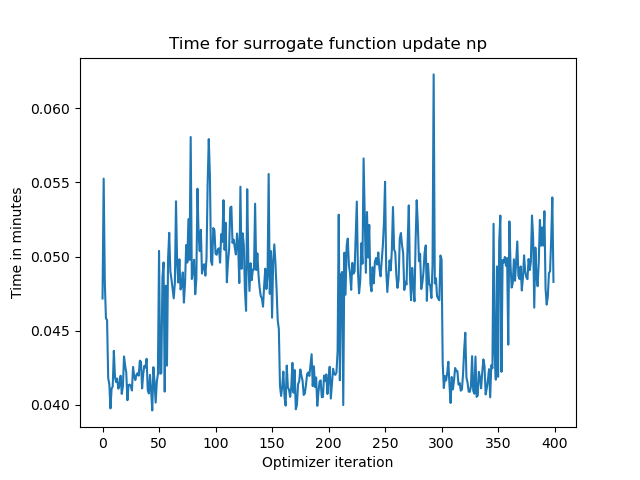 Time for surrogate function update np
0.060
0.055
0.050
0.045
0.040
Time in minutes
0 50 100 150 200 250 300 350 400
Optimizer iteration